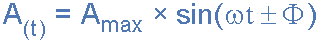 A(t) = Amax × sin(ωt ± Φ)